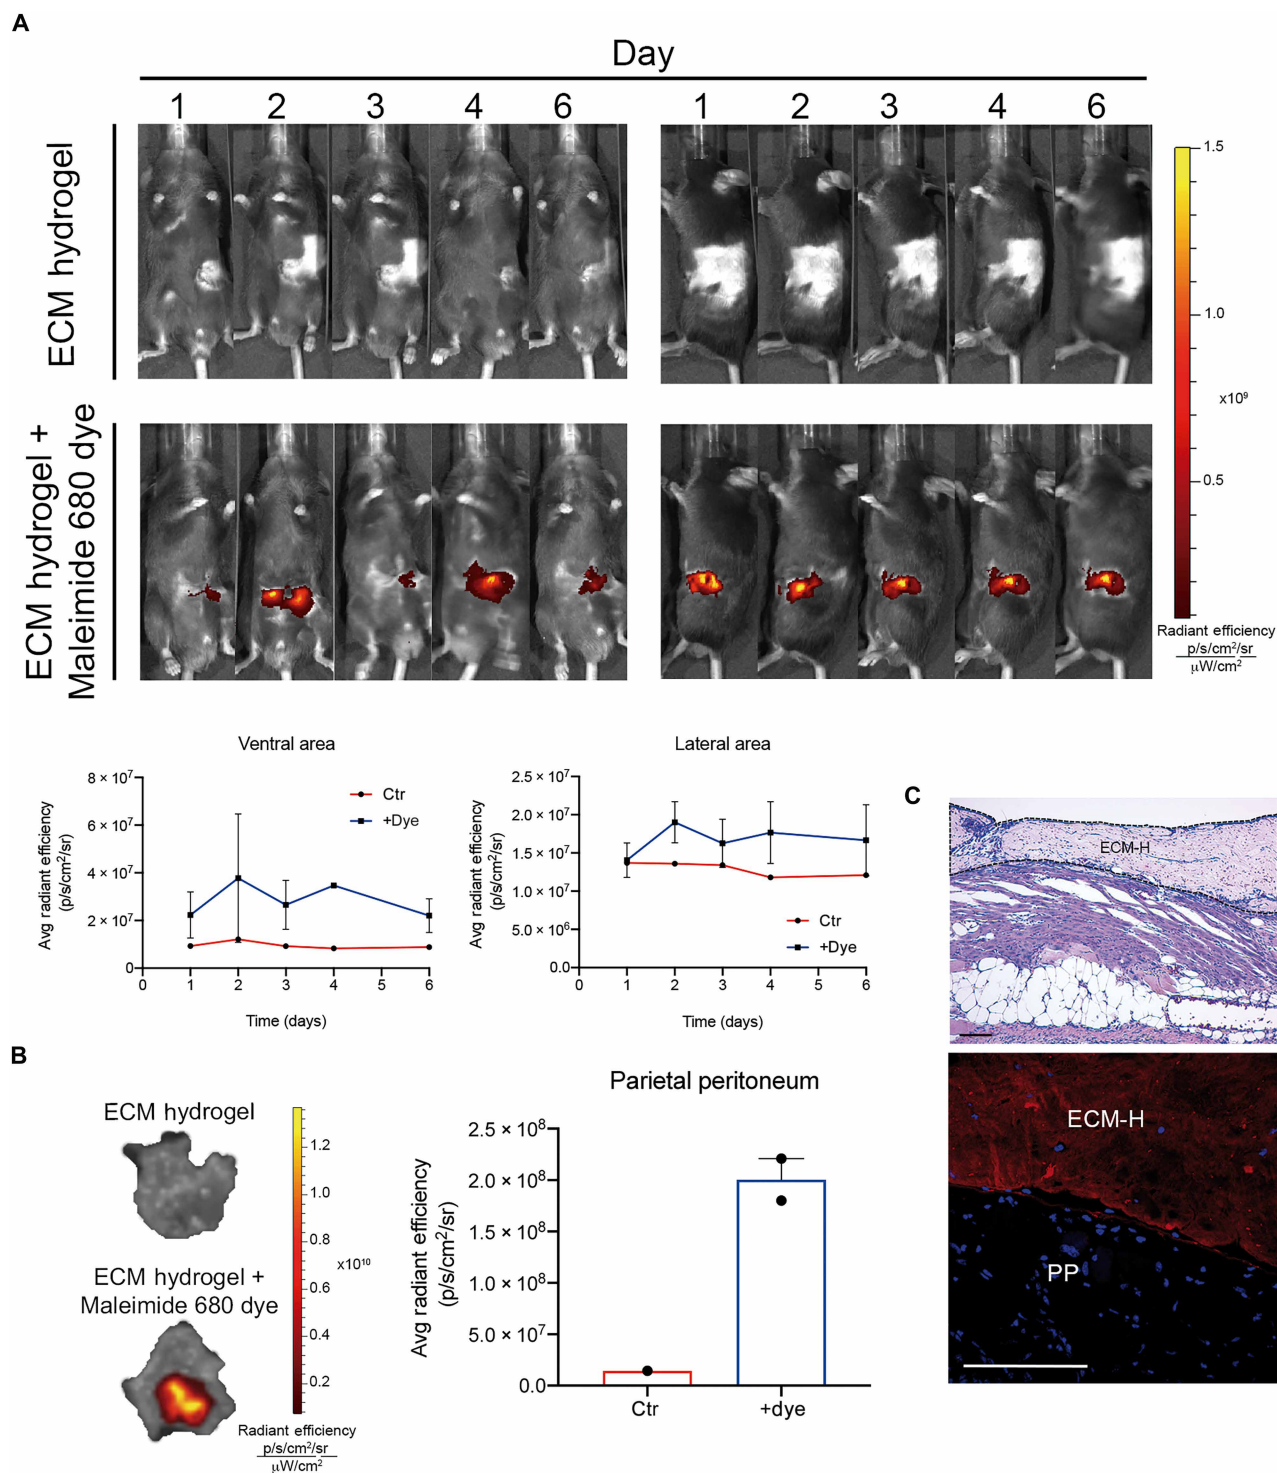 A
Day
1 2 3 4 6 1 2 3 4 6
ECM hydrogel
ECM hydrogel +
Maleimide 680 dye
1.5
1.0
x10⁹
0.5
Radiant efficiency
p/s/cm²/sr
µW/cm²
Ventral area
Avg radiant efficiency
(p/s/cm²/sr)
8 × 10⁷
6 × 10⁷
4 × 10⁷
2 × 10⁷
0
Ctr
+Dye
0 1 2 3 4 5 6
Time (days)
Lateral area
Avg radiant efficiency
(p/s/cm²/sr)
2.5 × 10⁷
2.0 × 10⁷
1.5 × 10⁷
1.0 × 10⁷
5.0 × 10⁶
0.0
Ctr
+Dye
0 1 2 3 4 5 6
Time (days)
B
ECM hydrogel
ECM hydrogel +
Maleimide 680 dye
1.2
1.0
0.8
x10¹⁰
0.6
0.4
0.2
Radiant efficiency
p/s/cm²/sr
µW/cm²
Parietal peritoneum
Avg radiant efficiency
(p/s/cm²/sr)
2.5 × 10⁸
2.0 × 10⁸
1.5 × 10⁸
1.0 × 10⁸
5.0 × 10⁷
0.0
Ctr +dye
C
ECM-H
ECM-H
PP